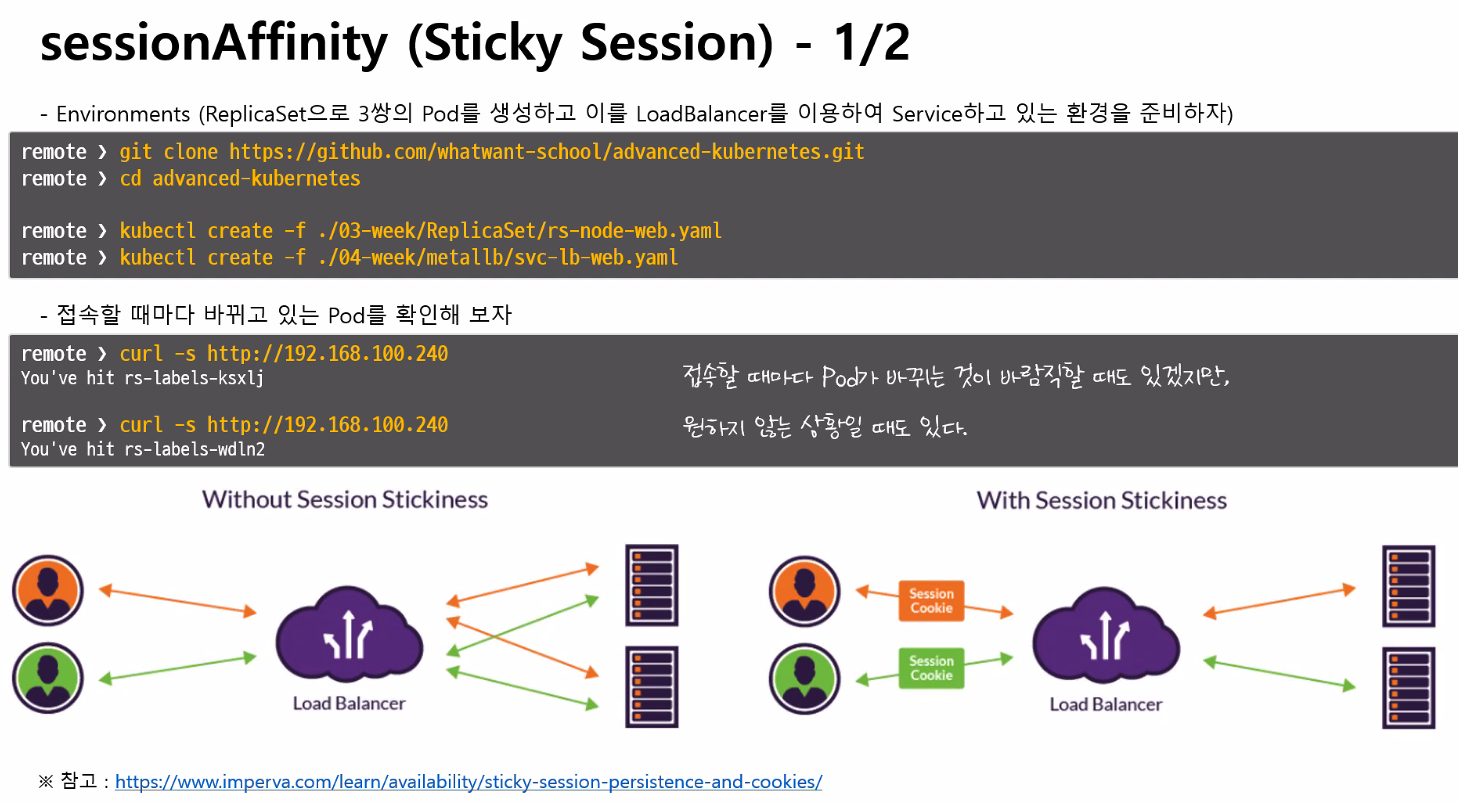 sessionAffinity (Sticky Session) - 1/2
- Environments (ReplicaSet으로 3쌍의 Pod를 생성하고 이를 LoadBalancer를 이용하여 Service하고 있는 환경을 준비하자)
remote ❯ git clone https://github.com/whatwant-school/advanced-kubernetes.git
remote ❯ cd advanced-kubernetes
remote ❯ kubectl create -f ./03-week/ReplicaSet/rs-node-web.yaml
remote ❯ kubectl create -f ./04-week/metallb/svc-lb-web.yaml
- 접속할 때마다 바뀌고 있는 Pod를 확인해 보자
remote ❯ curl -s http://192.168.100.240
You've hit rs-labels-ksxlj
remote ❯ curl -s http://192.168.100.240
You've hit rs-labels-wdln2
접속할 때마다 Pod가 바뀌는 것이 바람직할 때도 있겠지만,
원하지 않는 상황일 때도 있다.
Without Session Stickiness
Load Balancer
With Session Stickiness
Session
Cookie
Session
Cookie
Load Balancer
※ 참고 : https://www.imperva.com/learn/availability/sticky-session-persistence-and-cookies/